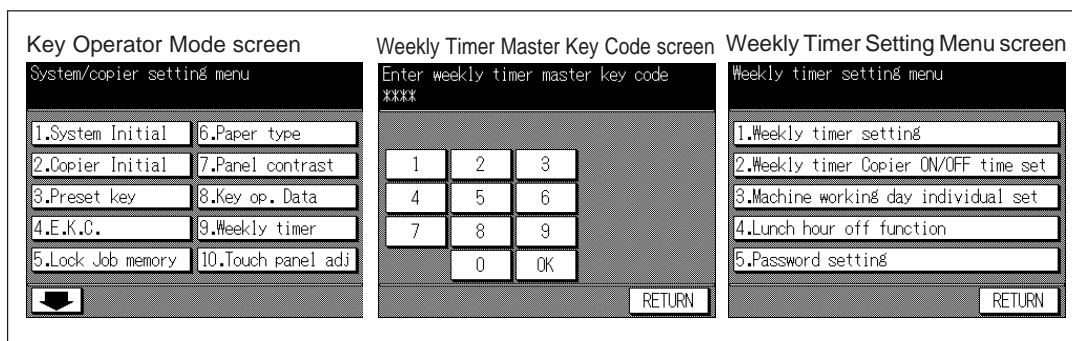 Key Operator Mode screen
System/copier setting menu
1.System Initial
6.Paper type
2.Copier Initial
7.Panel contrast
3.Preset key
8.Key op. Data
4.E.K.C.
9.Weekly timer
5.Lock Job memory
10.Touch panel adj
Weekly Timer Master Key Code screen
Enter weekly timer master key code
****
1 2 3
4 5 6
7 8 9
0 OK
RETURN
Weekly Timer Setting Menu screen
Weekly timer setting menu
1.Weekly timer setting
2.Weekly timer Copier ON/OFF time set
3.Machine working day individual set
4.Lunch hour off function
5.Password setting
RETURN